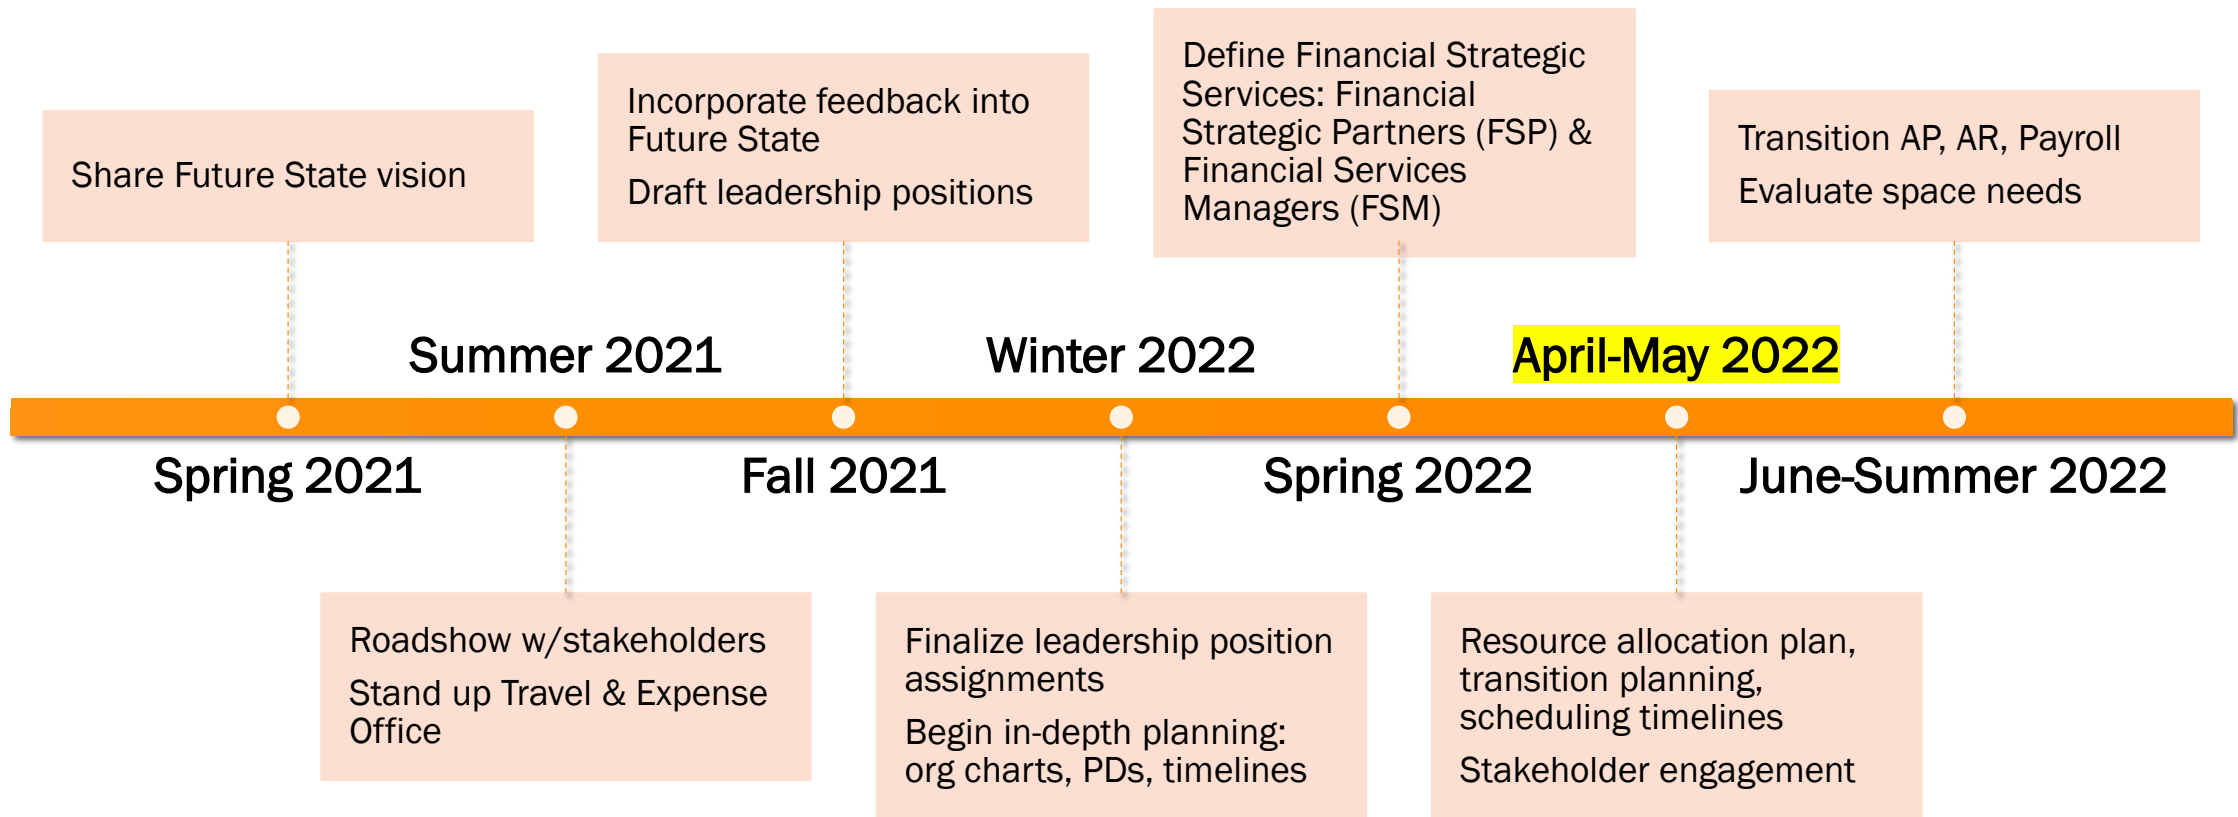 Share Future State vision
Incorporate feedback into
Future State
Draft leadership positions
Define Financial Strategic
Services: Financial
Strategic Partners (FSP) &
Financial Services
Managers (FSM)
Transition AP, AR, Payroll
Evaluate space needs
Summer 2021
Winter 2022
April-May 2022
Spring 2021
Fall 2021
Spring 2022
June-Summer 2022
Roadshow w/stakeholders
Stand up Travel & Expense
Office
Finalize leadership position
assignments
Begin in-depth planning:
org charts, PDs, timelines
Resource allocation plan,
transition planning,
scheduling timelines
Stakeholder engagement